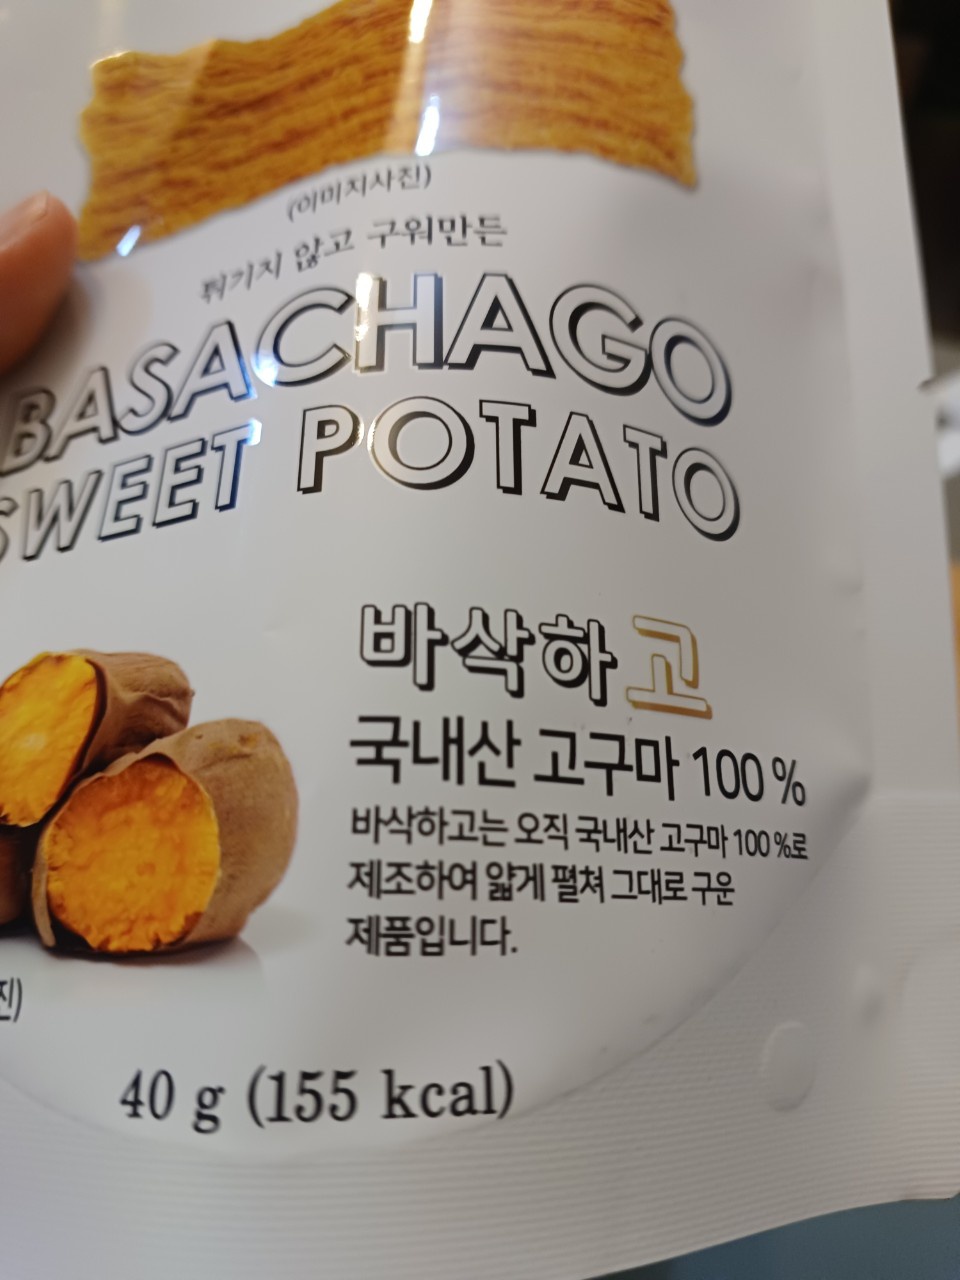 (이미지사진)
튀기지 않고 구워만든
BASACHAGO
SWEET POTATO
바삭하고
국내산 고구마 100 %
바삭하고는 오직 국내산 고구마 100 %로
제조하여 얇게 펼쳐 그대로 구운
제품입니다.
40 g (155 kcal)